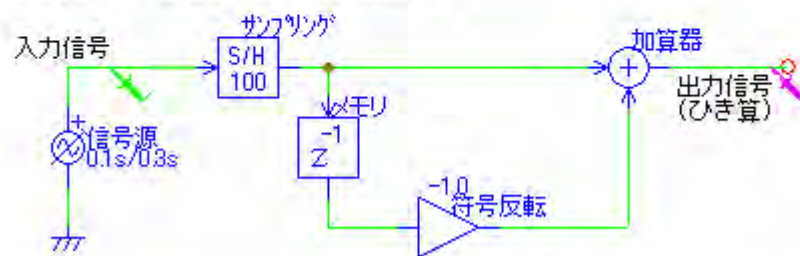 サンプリング
入力信号
S/H
100
加算器
出力信号
(ひき算)
+
+
信号源
0.1s/0.3s
メモリ
Z⁻¹
-1.0
符号反転